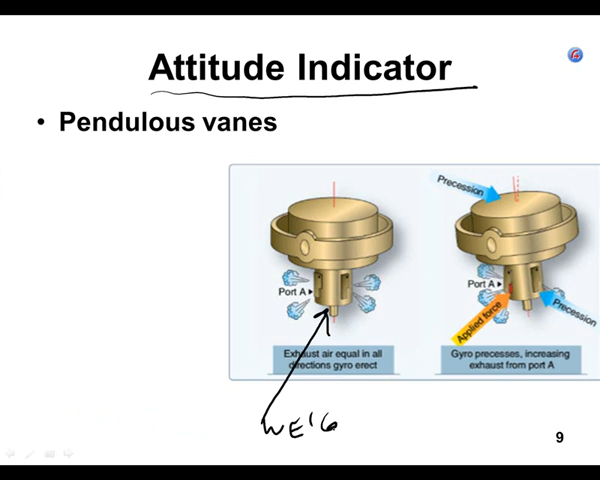 Attitude Indicator
• Pendulous vanes
Precession
Port A
Port A
Applied force
Precession
Exhaust air equal in all
directions gyro erect
Gyro precesses, increasing
exhaust from port A
WEIG
9